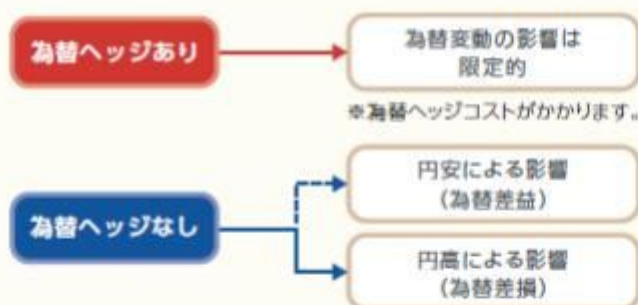 為替ヘッジあり
為替変動の影響は
限定的
※為替ヘッジコストがかかります。
為替ヘッジなし
円安による影響
（為替差益）
円高による影響
（為替差損）